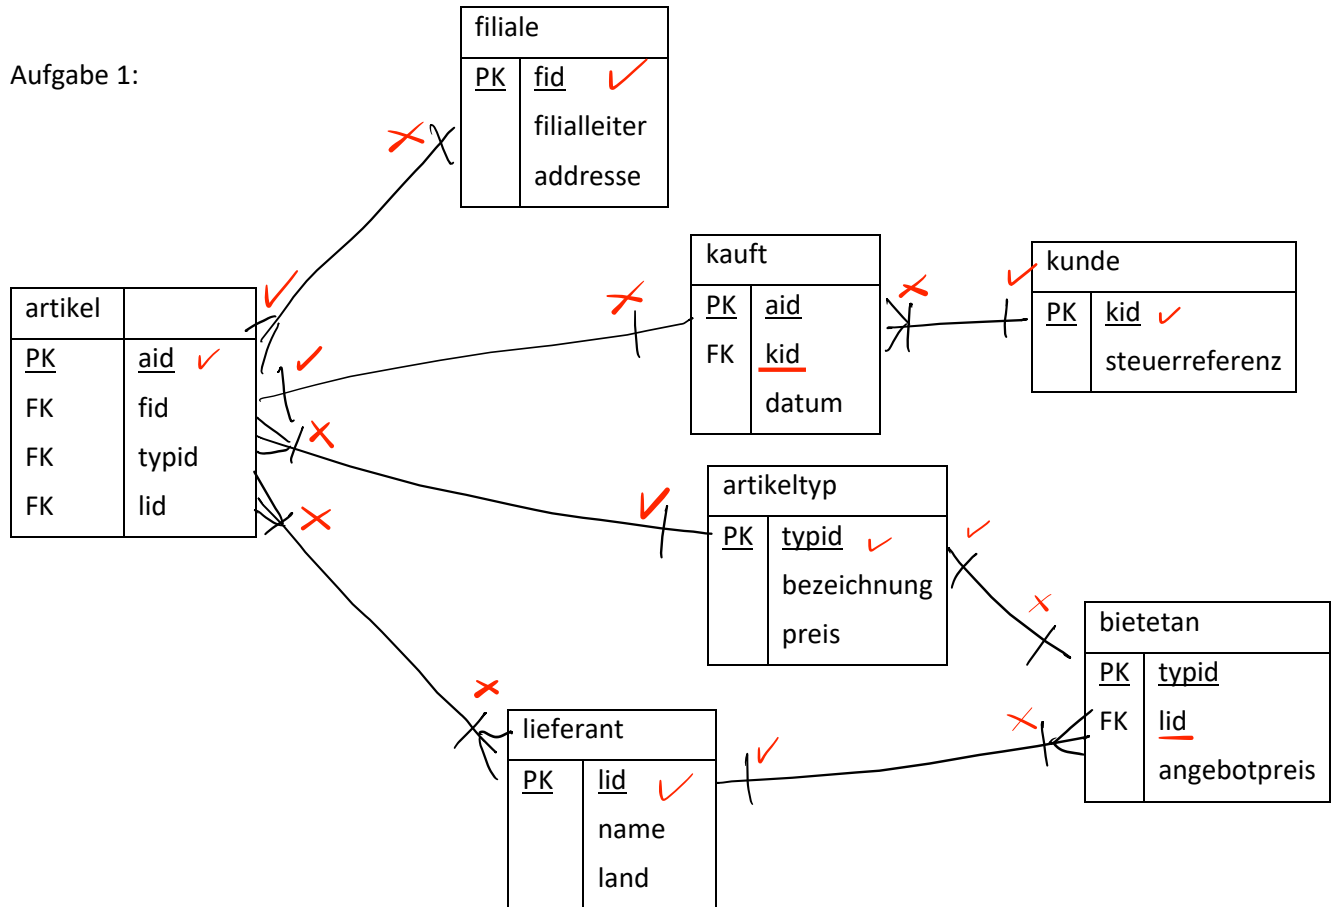 Aufgabe 1:
filiale
PK fid
filialleiter
addresse
artikel
PK aid
FK fid
FK typid
FK lid
kauft
PK aid
FK kid
datum
kunde
PK kid
steuerreferenz
artikeltyp
PK typid
bezeichnung
preis
bietetan
PK typid
FK lid
angebotpreis
lieferant
PK lid
name
land